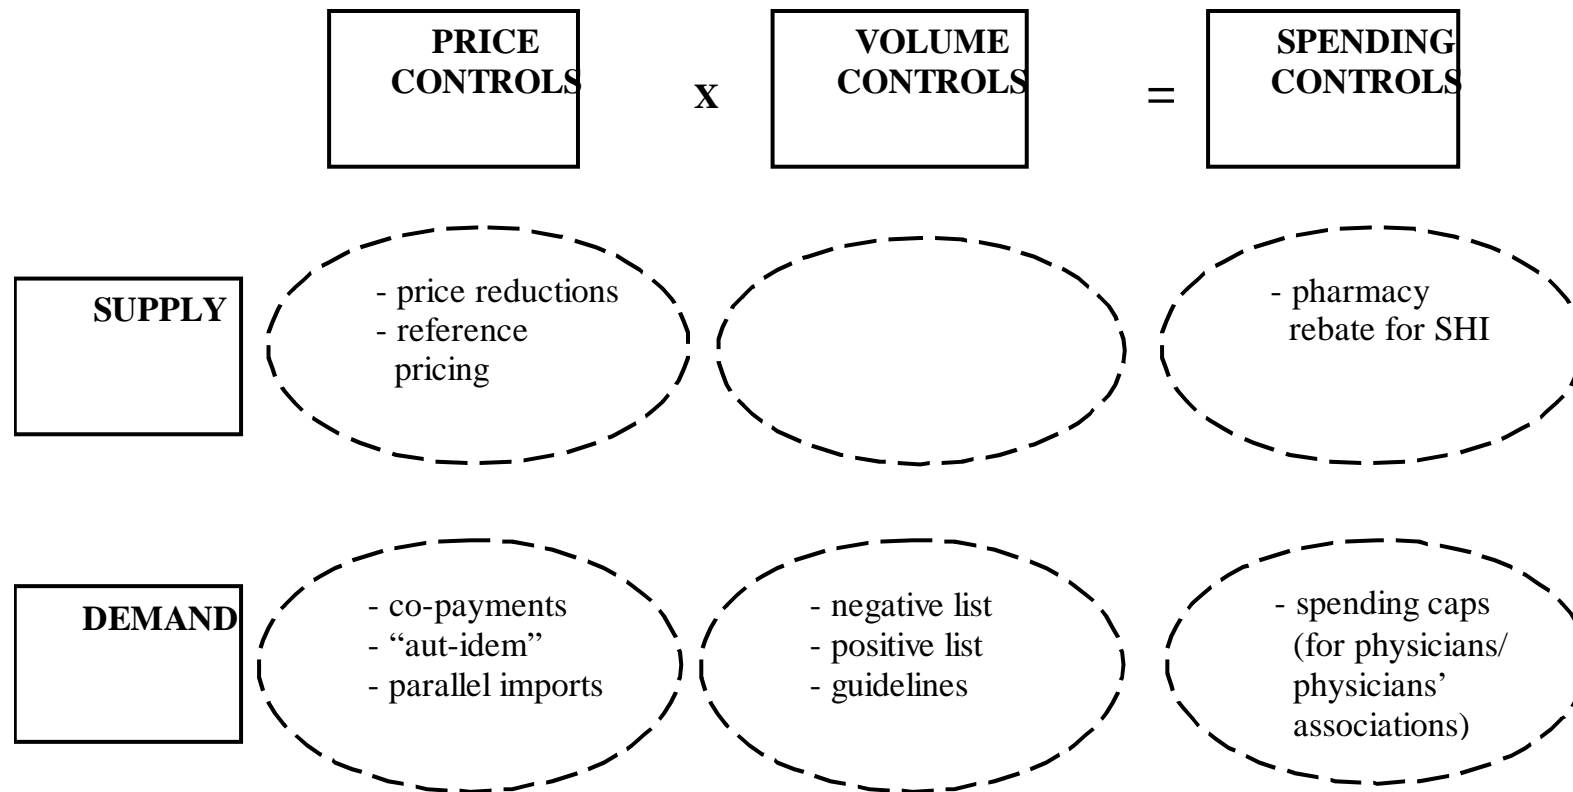 PRICE
CONTROLS
x
VOLUME
CONTROLS
=
SPENDING
CONTROLS
SUPPLY
- price reductions
- reference
pricing
- pharmacy
rebate for SHI
DEMAND
- co-payments
- “aut-idem”
- parallel imports
- negative list
- positive list
- guidelines
- spending caps
(for physicians/
physicians’
associations)